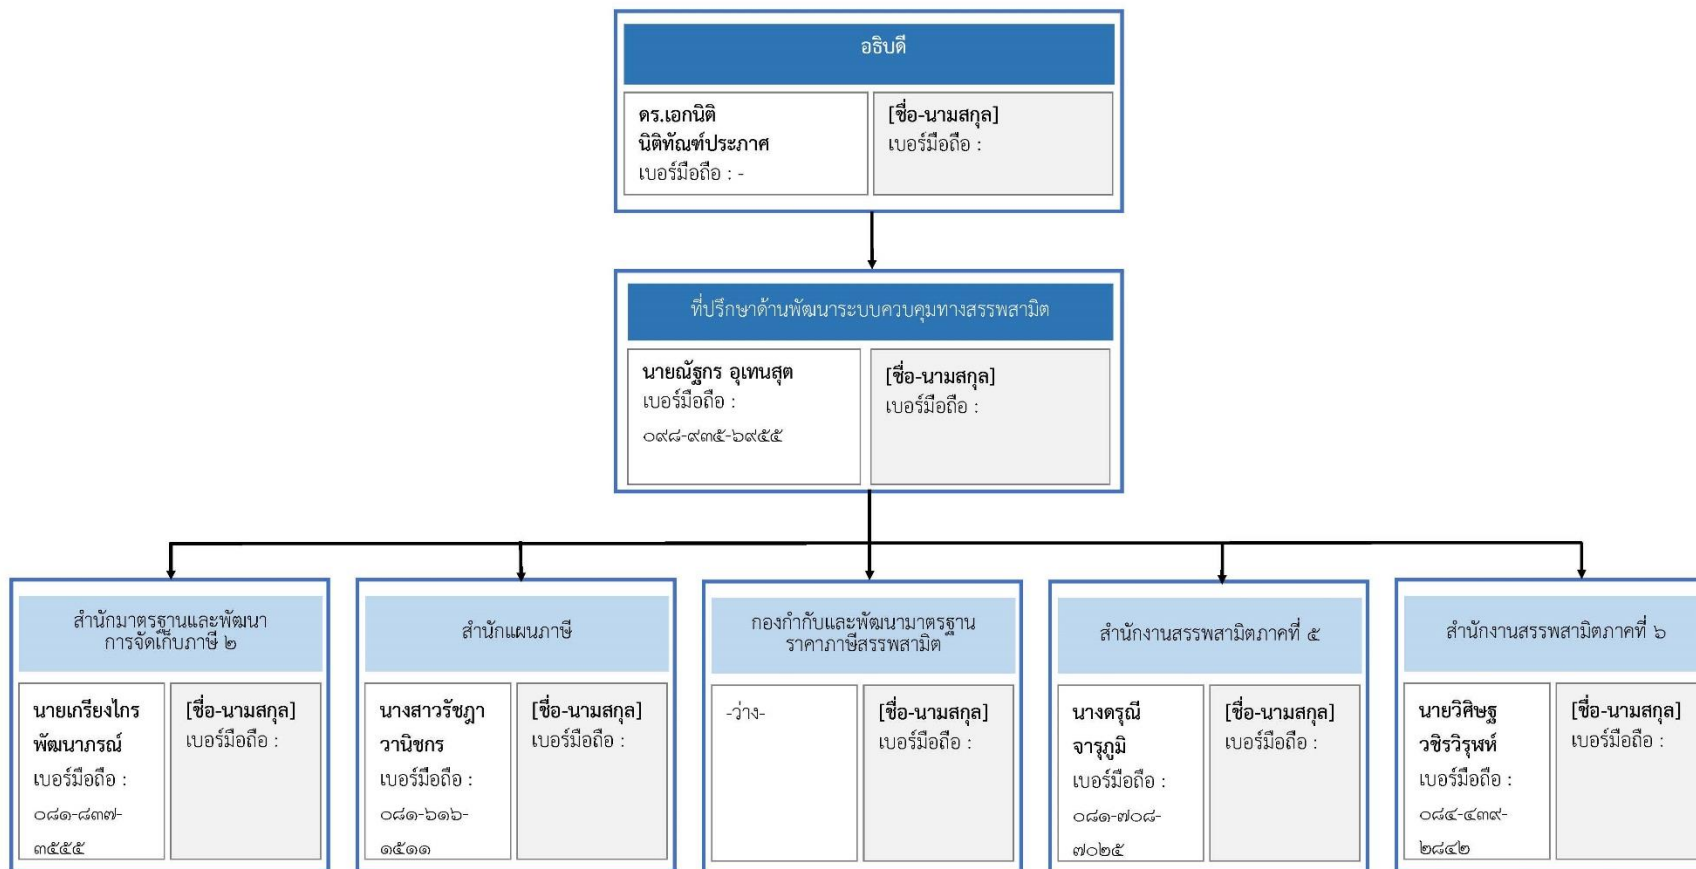 อธิบดี
ดร.เอกนิติ
นิติทัณฑ์ประภาศ
เบอร์มือถือ : -
[ชื่อ-นามสกุล]
เบอร์มือถือ :
ที่ปรึกษาด้านพัฒนาระบบควบคุมทางสรรพสามิต
นายณัฐกร อุเทนสุต
เบอร์มือถือ :
๐๙๘-๙๓๕-๖๙๕๕
[ชื่อ-นามสกุล]
เบอร์มือถือ :
สำนักมาตรฐานและพัฒนา
การจัดเก็บภาษี ๒
นายเกรียงไกร
พัฒนาภรณ์
เบอร์มือถือ :
๐๘๑-๘๓๗-
๓๕๕๕
[ชื่อ-นามสกุล]
เบอร์มือถือ :
สำนักแผนภาษี
นางสาวรัชฎา
วานิชกร
เบอร์มือถือ :
๐๘๑-๖๑๖-
๑๕๑๑
[ชื่อ-นามสกุล]
เบอร์มือถือ :
กองกำกับและพัฒนามาตรฐาน
ราคาภาษีสรรพสามิต
-ว่าง-
[ชื่อ-นามสกุล]
เบอร์มือถือ :
สำนักงานสรรพสามิตภาคที่ ๕
นางดรุณี
จารุภูมิ
เบอร์มือถือ :
๐๘๑-๗๐๘-
๗๐๒๕
[ชื่อ-นามสกุล]
เบอร์มือถือ :
สำนักงานสรรพสามิตภาคที่ ๖
นายวิศิษฐ
วชิรวิรุฬห์
เบอร์มือถือ :
๐๘๔-๔๓๙-
๒๘๔๒
[ชื่อ-นามสกุล]
เบอร์มือถือ :